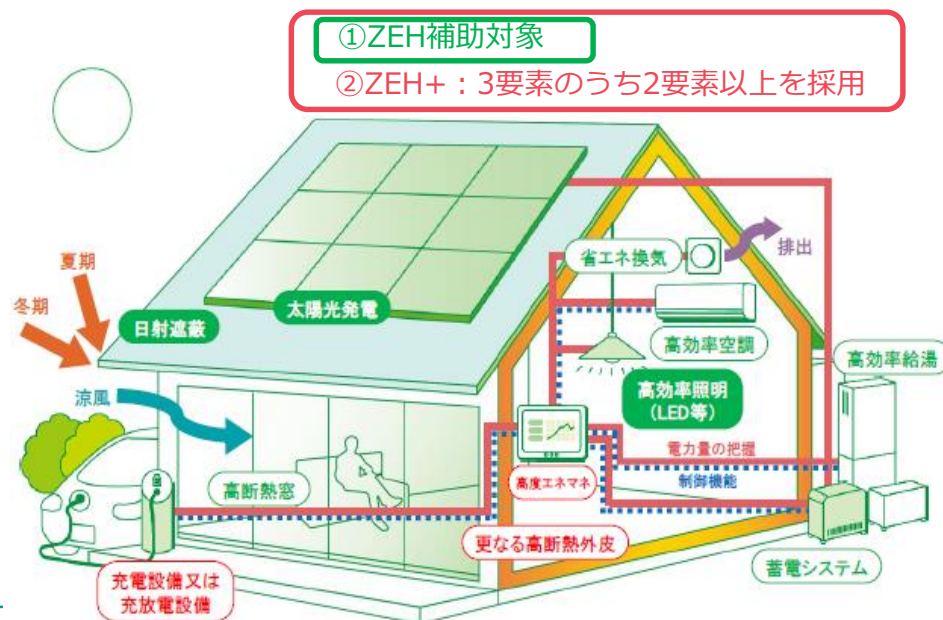 ①ZEH補助対象
②ZEH+：3要素のうち2要素以上を採用
夏期
冬期
日射遮蔽
太陽光発電
省エネ換気
排出
高効率空調
高効率給湯
高効率照明
(LED等)
涼風
電力量の把握
制御機能
高度エネマネ
高断熱窓
更なる高断熱外皮
蓄電システム
充電設備又は
充放電設備